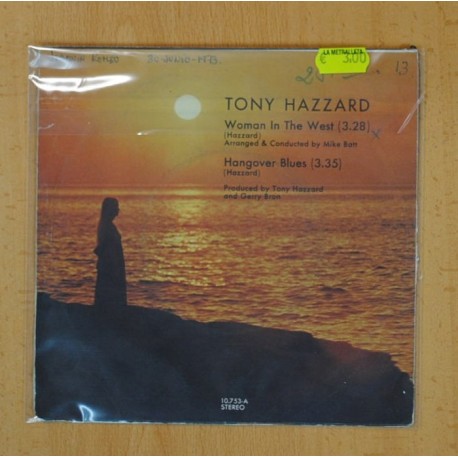 LA METRALLETA
€ 3,00
13
TONY HAZZARD
Woman In The West (3.28) x
(Hazzard)
Arranged & Conducted by Mike Batt
Hangover Blues (3.35)
(Hazzard)
Produced by Tony Hazzard
and Gerry Bron
10.753-A
STEREO